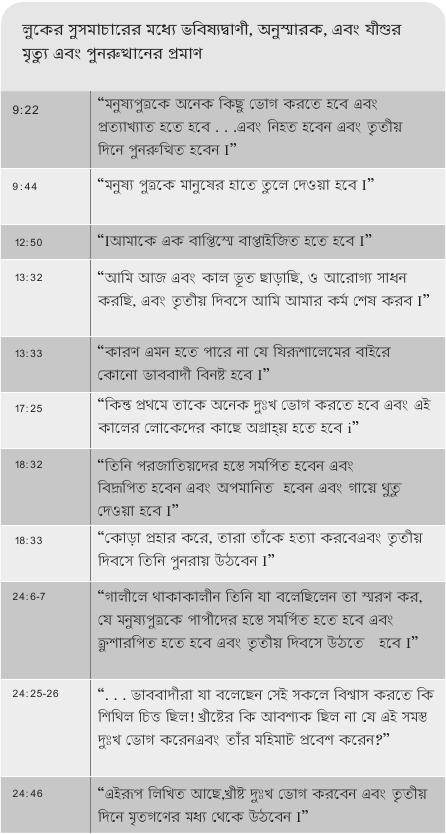 লুকের সুসমাচারের মধ্যে ভবিষ্যদ্বাণী, অনুস্মারক, এবং যীশুর
মৃত্যু এবং পুনরুত্থানের প্রমাণ
9:22
“মনুষ্যপুত্রকে অনেক কিছু ভোগ করতে হবে এবং
প্রত্যাখ্যাত হতে হবে . . .এবং নিহত হবেন এবং তৃতীয়
দিনে পুনরুত্থিত হবেন I”
9:44
“মনুষ্য পুত্রকে মানুষের হাতে তুলে দেওয়া হবে I”
12:50
“Iআমাকে এক বাপ্তিস্মে বাপ্তাইজিত হতে হবে I”
13:32
“আমি আজ এবং কাল ভূত ছাড়াছি, ও আরোগ্য সাধন
করছি, এবং তৃতীয় দিবসে আমি আমার কর্ম শেষ করব I”
13:33
“কারণ এমন হতে পারে না যে যিরূশালেমের বাইরে
কোনো ভাববাদী বিনষ্ট হবে I”
17:25
“কিন্তু প্রথমে তাকে অনেক দুঃখ ভোগ করতে হবে এবং এই
কালের লোকেদের কাছে অগ্রাহ্য হতে হবে i”
18:32
“তিনি পরজাতিয়দের হস্তে সমর্পিত হবেন এবং
বিদ্রূপিত হবেন এবং অপমানিত হবেন এবং গায়ে থুতু
দেওয়া হবে I”
18:33
“কোড়া প্রহার করে, তারা তাঁকে হত্যা করবেএবং তৃতীয়
দিবসে তিনি পুনরায় উঠবেন I”
24:6-7
“গালীলে থাকাকালীন তিনি যা বলেছিলেন তা স্মরণ কর,
যে মনুষ্যপুত্রকে পাপীদের হস্তে সমর্পিত হতে হবে এবং
ক্রুশারপিত হতে হবে এবং তৃতীয় দিবসে উঠতে হবে I”
24:25-26
“. . . ভাববাদীরা যা বলেছেন সেই সকলে বিশ্বাস করতে কি
শিথিল চিত্ত ছিল! খ্রীষ্টের কি আবশ্যক ছিল না যে এই সমস্ত
দুঃখ ভোগ করেনএবং তাঁর মহিমাট প্রবেশ করেন?”
24:46
“এইরূপ লিখিত আছে,খ্রীষ্ট দুঃখ ভোগ করবেন এবং তৃতীয়
দিনে মৃতগণের মধ্য থেকে উঠবেন I”